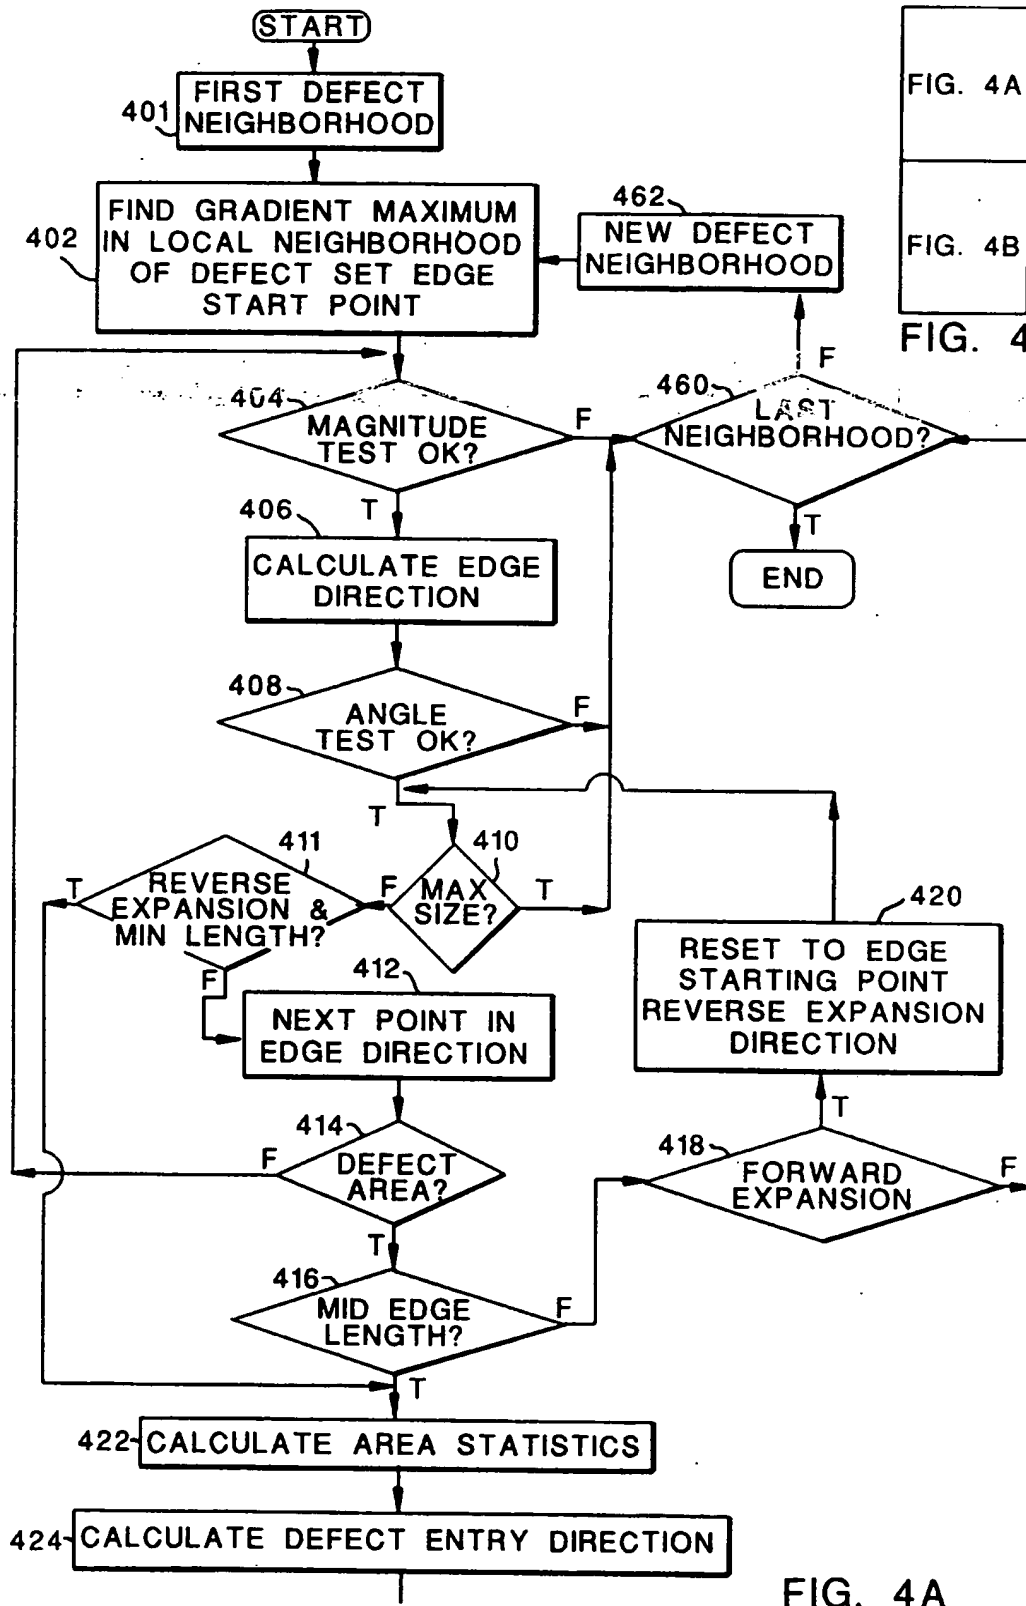 START
401
FIRST DEFECT
NEIGHBORHOOD
FIG. 4A
FIG. 4B
FIG. 4
402
FIND GRADIENT MAXIMUM
IN LOCAL NEIGHBORHOOD
OF DEFECT SET EDGE
START POINT
462
NEW DEFECT
NEIGHBORHOOD
F
404
MAGNITUDE
TEST OK?
F
T
460
LAST
NEIGHBORHOOD?
T
END
406
CALCULATE EDGE
DIRECTION
408
ANGLE
TEST OK?
F
T
410
MAX
SIZE?
F
T
411
REVERSE
EXPANSION &
MIN LENGTH?
T
F
412
NEXT POINT IN
EDGE DIRECTION
420
RESET TO EDGE
STARTING POINT
REVERSE EXPANSION
DIRECTION
T
414
DEFECT
AREA?
F
T
418
FORWARD
EXPANSION
F
416
MID EDGE
LENGTH?
F
T
422
CALCULATE AREA STATISTICS
424
CALCULATE DEFECT ENTRY DIRECTION
FIG. 4A